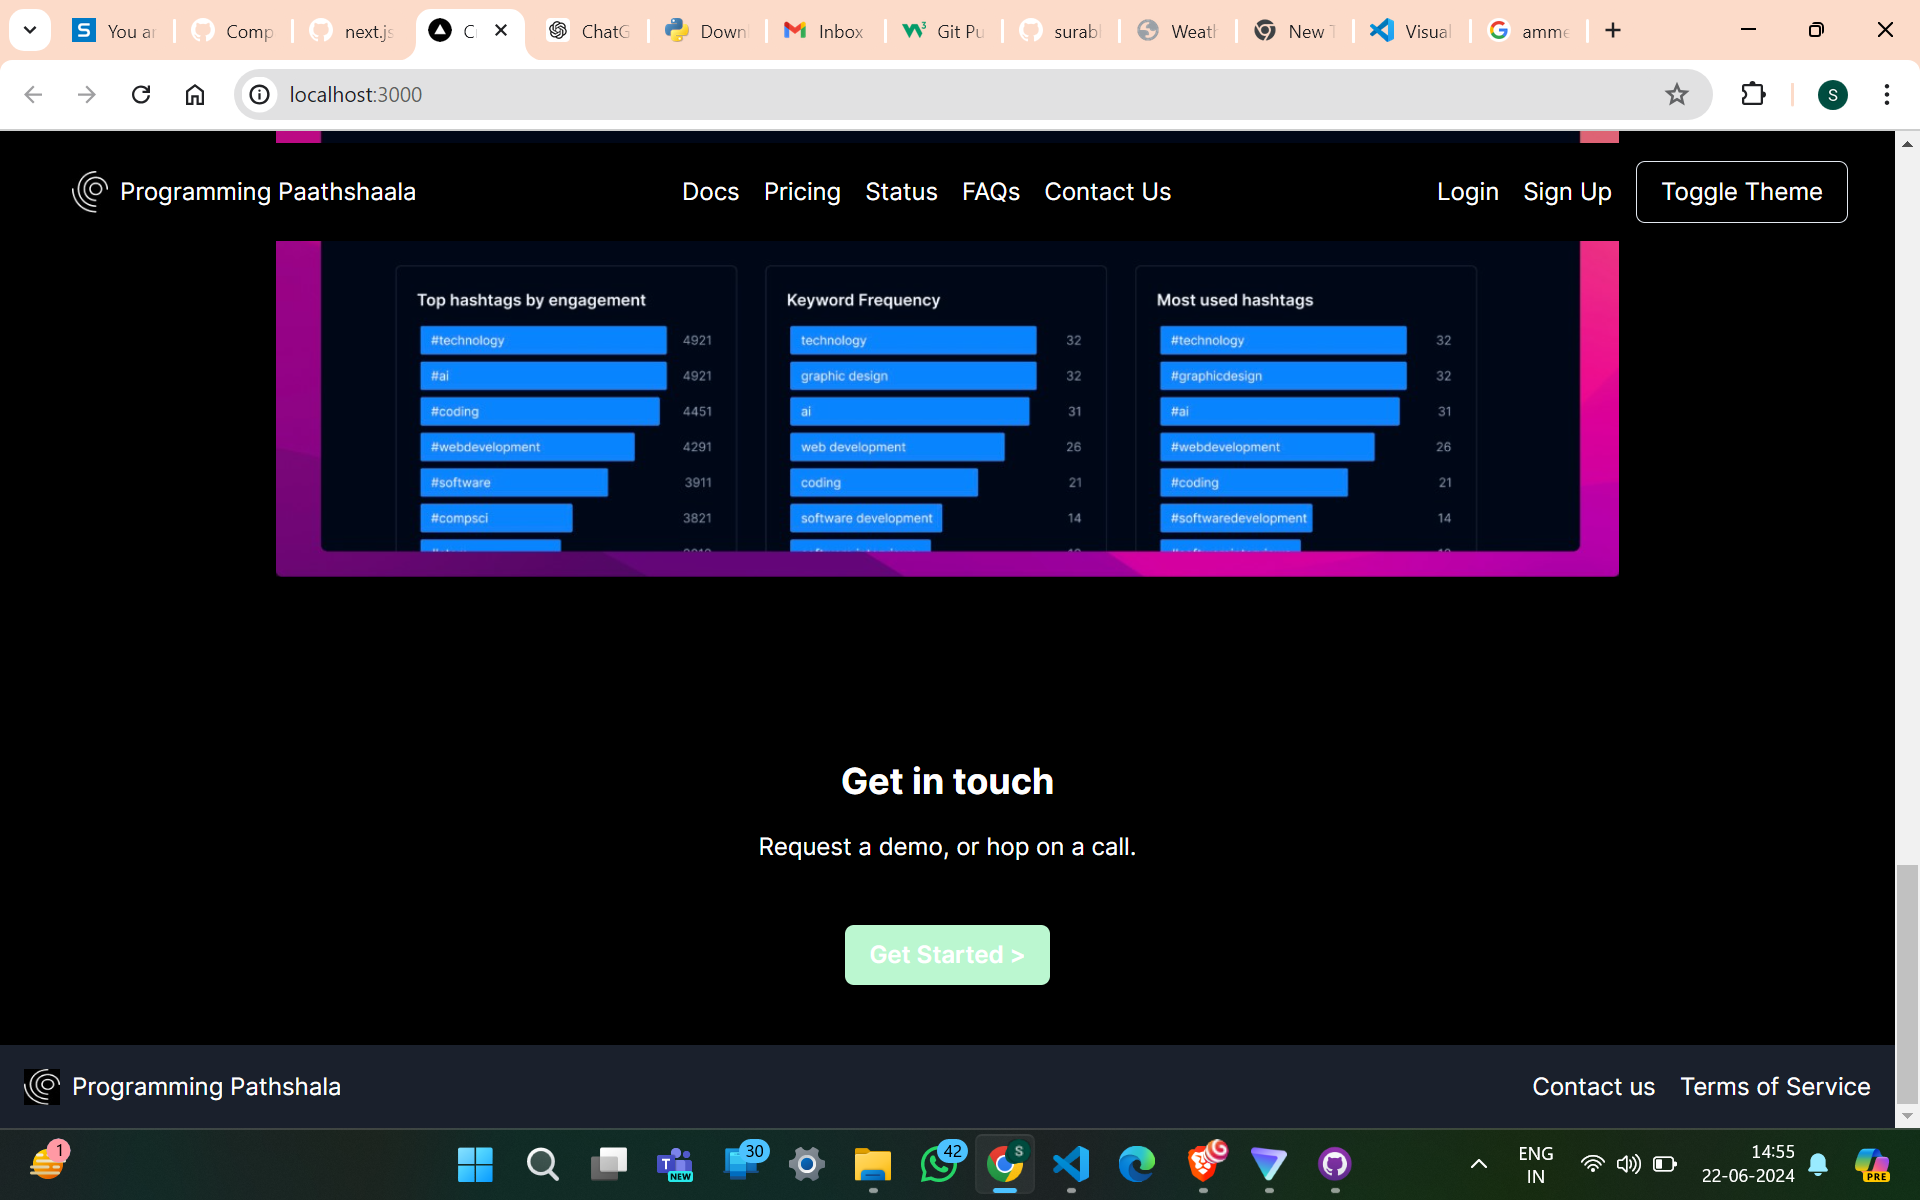 You ar
Comp
next.js
C
ChatG
Down
Inbox
Git Pu
surabl
Weath
New T
Visual
amme
localhost:3000
S
Programming Paathshaala
Docs Pricing Status FAQs Contact Us
Login Sign Up Toggle Theme
Top hashtags by engagement
#technology 4921
#ai 4921
#coding 4451
#webdevelopment 4291
#software 3911
#compsci 3821
Keyword Frequency
technology 32
graphic design 32
ai 31
web development 26
coding 21
software development 14
Most used hashtags
#technology 32
#graphicdesign 32
#ai 31
#webdevelopment 26
#coding 21
#softwaredevelopment 14
Get in touch
Request a demo, or hop on a call.
Get Started >
Programming Pathshala
Contact us Terms of Service
1
NEW
30
42
S
ENG
IN
14:55
22-06-2024
PRE